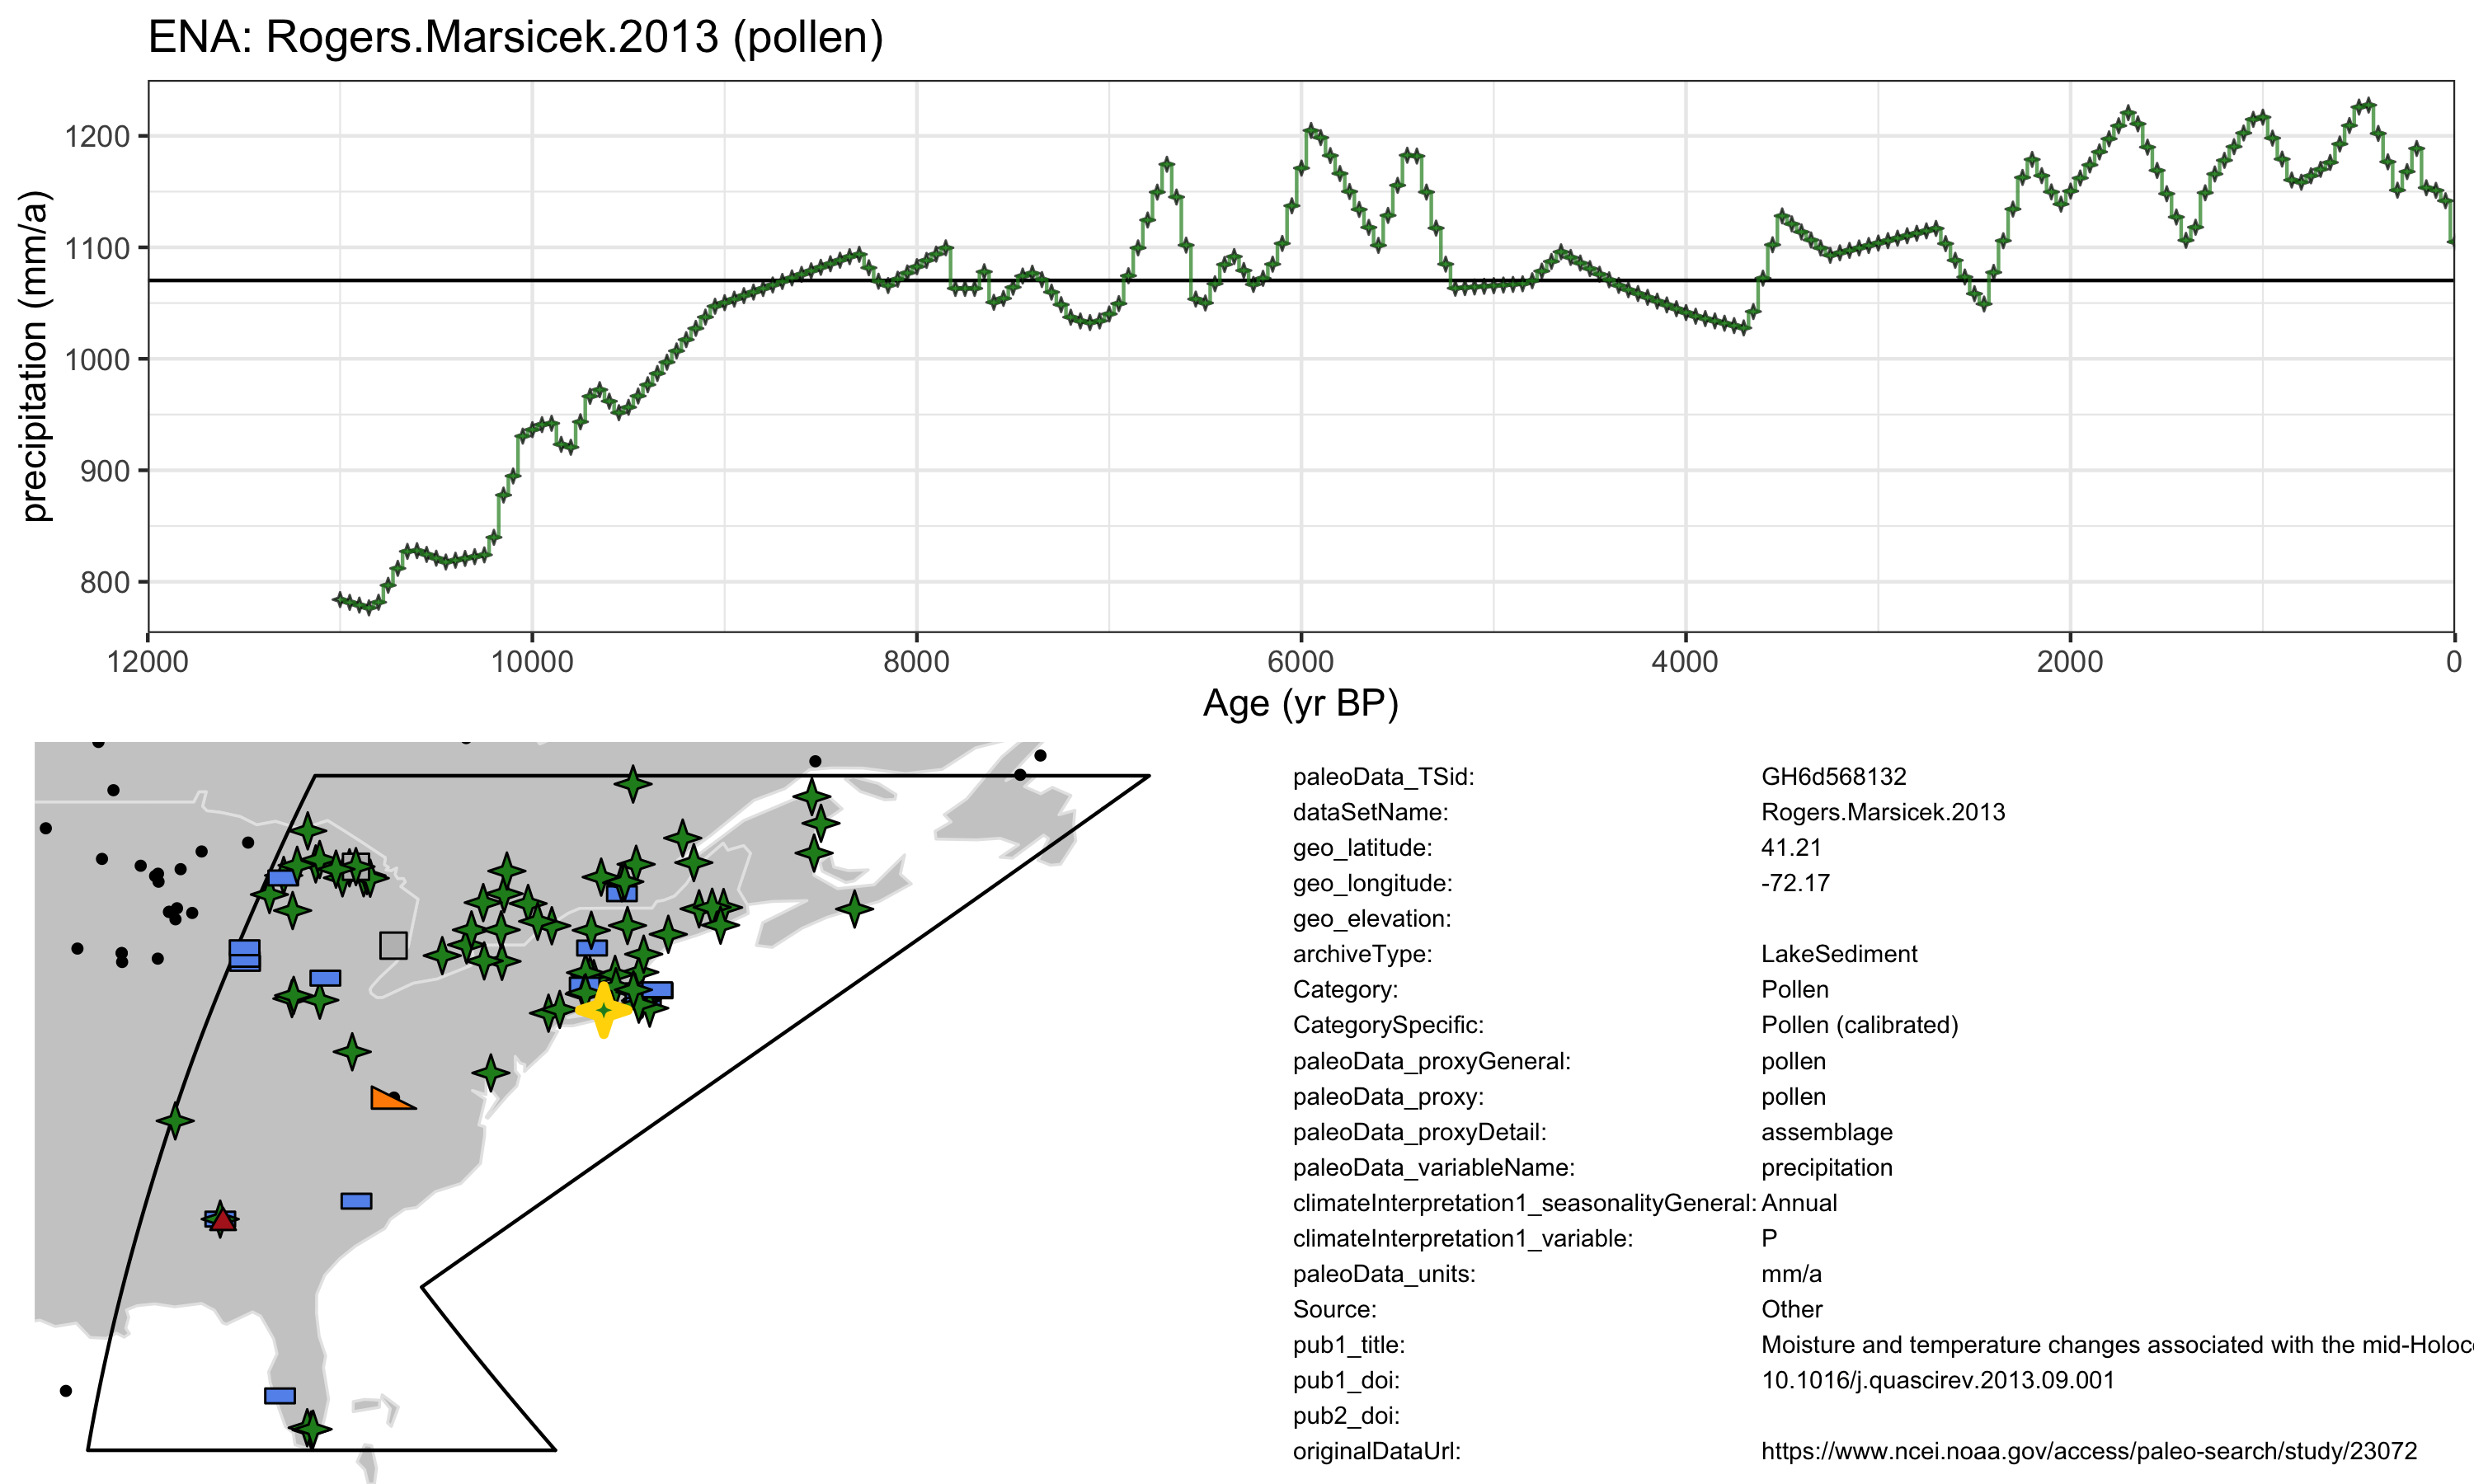 ENA: Rogers.Marsicek.2013 (pollen)
precipitation (mm/a)
1200
1100
1000
900
800
12000 10000 8000 6000 4000 2000 0
Age (yr BP)
paleoData_TSid: GH6d568132
dataSetName: Rogers.Marsicek.2013
geo_latitude: 41.21
geo_longitude: -72.17
geo_elevation:
archiveType: LakeSediment
Category: Pollen
CategorySpecific: Pollen (calibrated)
paleoData_proxyGeneral: pollen
paleoData_proxy: pollen
paleoData_proxyDetail: assemblage
paleoData_variableName: precipitation
climateInterpretation1_seasonalityGeneral: Annual
climateInterpretation1_variable: P
paleoData_units: mm/a
Source: Other
pub1_title: Moisture and temperature changes associated with the
pub1_doi: 10.1016/j.quascirev.2013.09.001
pub2_doi:
originalDataUrl: https://www.ncei.noaa.gov/access/paleo-search/study/23072